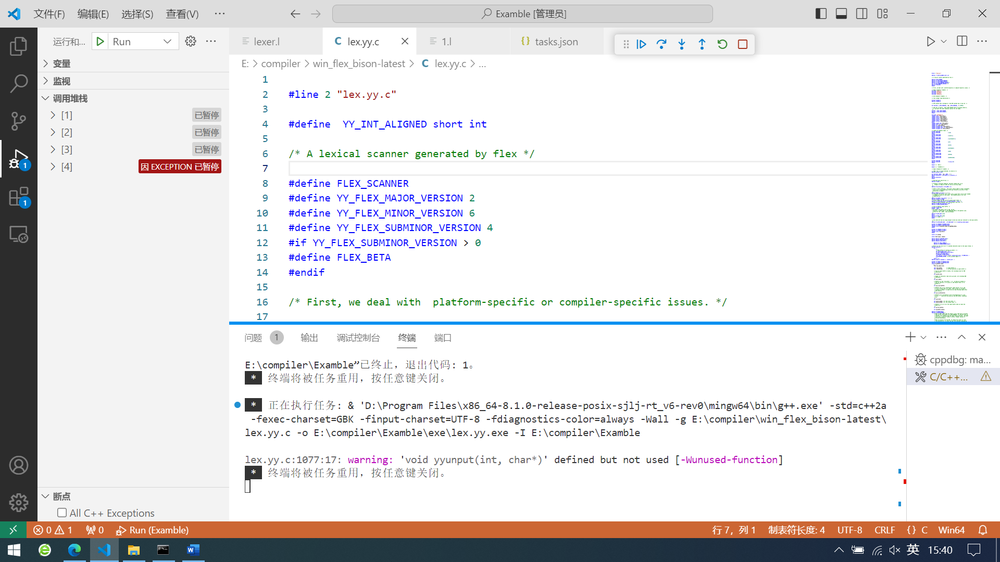 文件(F) 编辑(E) 选择(S) 查看(V) ··· Examble [管理员]
运行和... Run ···
lexer.l lex.yy.c 1.l tasks.json
E: > compiler > win_flex_bison-latest > C lex.yy.c > ...
变量
监视
调用堆栈
[1] 已暂停
[2] 已暂停
[3] 已暂停
[4] 因 EXCEPTION 已暂停
1
1
断点
All C++ Exceptions
1
2 #line 2 "lex.yy.c"
3
4 #define  YY_INT_ALIGNED short int
5
6 /* A lexical scanner generated by flex */
7
8 #define FLEX_SCANNER
9 #define YY_FLEX_MAJOR_VERSION 2
10 #define YY_FLEX_MINOR_VERSION 6
11 #define YY_FLEX_SUBMINOR_VERSION 4
12 #if YY_FLEX_SUBMINOR_VERSION > 0
13 #define FLEX_BETA
14 #endif
15
16 /* First, we deal with  platform-specific or compiler-specific issues. */
17
问题 1 输出 调试控制台 终端 端口
E:\compiler\Examble”已终止，退出代码: 1。
* 终端将被任务重用，按任意键关闭。
* 正在执行任务: & 'D:\Program Files\x86_64-8.1.0-release-posix-sjlj-rt_v6-rev0\mingw64\bin\g++.exe' -std=c++2a
-fexec-charset=GBK -finput-charset=UTF-8 -fdiagnostics-color=always -Wall -g E:\compiler\win_flex_bison-latest\
lex.yy.c -o E:\compiler\Examble\exe\lex.yy.exe -I E:\compiler\Examble
lex.yy.c:1077:17: warning: 'void yyunput(int, char*)' defined but not used [-Wunused-function]
* 终端将被任务重用，按任意键关闭。
cppdbg: ma...
C/C++...
0 1 0 Run (Examble) 行 7，列 1 制表符长度: 4 UTF-8 CRLF {} C Win64
英 15:40